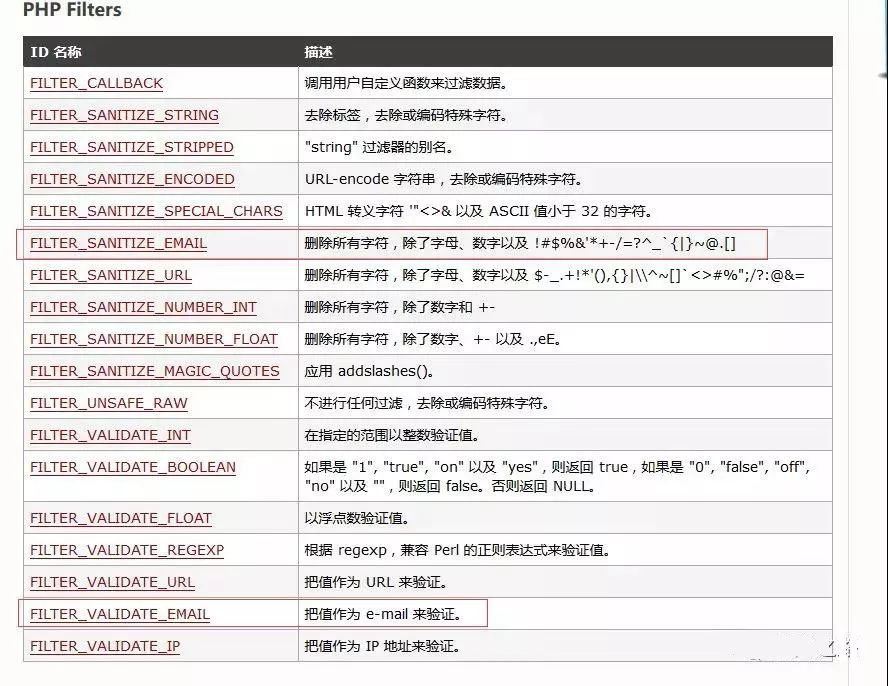 PHP Filters
ID 名称 描述
FILTER_CALLBACK 调用用户自定义函数来过滤数据。
FILTER_SANITIZE_STRING 去除标签，去除或编码特殊字符。
FILTER_SANITIZE_STRIPPED "string" 过滤器的别名。
FILTER_SANITIZE_ENCODED URL-encode 字符串，去除或编码特殊字符。
FILTER_SANITIZE_SPECIAL_CHARS HTML 转义字符 '"<>& 以及 ASCII 值小于 32 的字符。
FILTER_SANITIZE_EMAIL 删除所有字符，除了字母、数字以及 !#$%&'*+-/=?^_`{|}~@.[]
FILTER_SANITIZE_URL 删除所有字符，除了字母、数字以及 $-_.+!*'(),{}|\\^~[]`<>#%";/?:@&=
FILTER_SANITIZE_NUMBER_INT 删除所有字符，除了数字和 +-
FILTER_SANITIZE_NUMBER_FLOAT 删除所有字符，除了数字、+- 以及 .,eE。
FILTER_SANITIZE_MAGIC_QUOTES 应用 addslashes()。
FILTER_UNSAFE_RAW 不进行任何过滤，去除或编码特殊字符。
FILTER_VALIDATE_INT 在指定的范围以整数验证值。
FILTER_VALIDATE_BOOLEAN 如果是 "1", "true", "on" 以及 "yes"，则返回 true，如果是 "0", "false", "off",
"no" 以及 ""，则返回 false。否则返回 NULL。
FILTER_VALIDATE_FLOAT 以浮点数验证值。
FILTER_VALIDATE_REGEXP 根据 regexp，兼容 Perl 的正则表达式来验证值。
FILTER_VALIDATE_URL 把值作为 URL 来验证。
FILTER_VALIDATE_EMAIL 把值作为 e-mail 来验证。
FILTER_VALIDATE_IP 把值作为 IP 地址来验证。